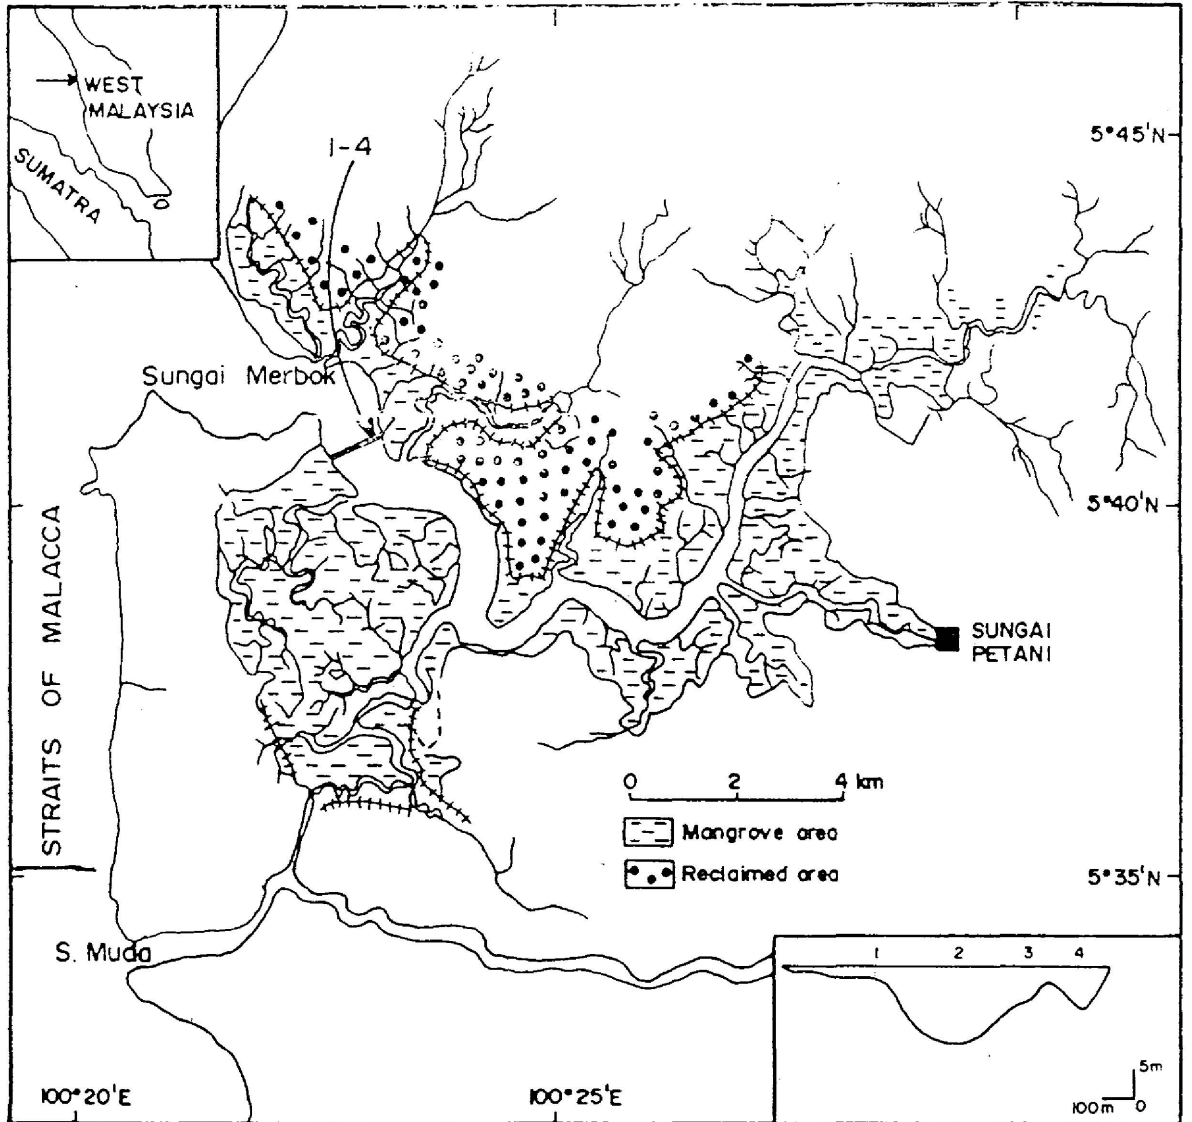 WEST
MALAYSIA
SUMATRA
1-4
5°45'N
Sungai Merbok
5°40'N
STRAITS OF MALACCA
SUNGAI
PETANI
0 2 4 km
Mangrove area
Reclaimed area
5°35'N
S. Muda
1 2 3 4
5m
100m 0
100°20'E
100°25'E